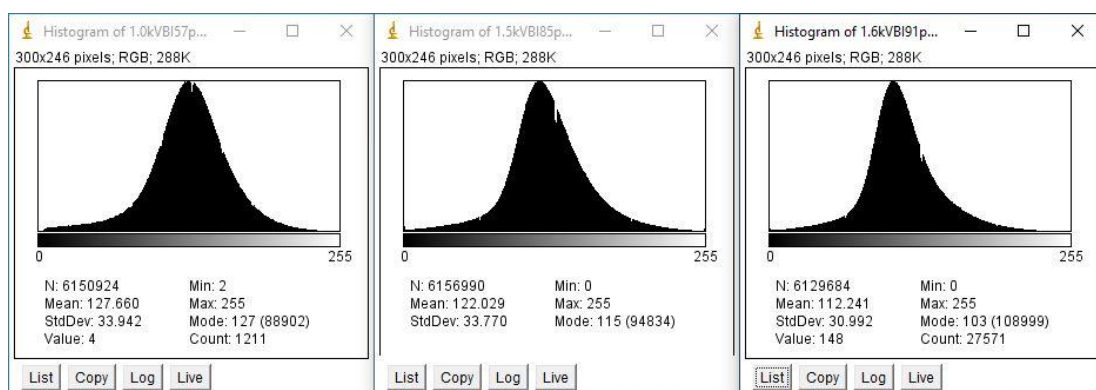 Histogram of 1.0kVBI57p...
300x246 pixels; RGB; 288K
0 255
N: 6150924 Min: 2
Mean: 127.660 Max: 255
StdDev: 33.942 Mode: 127 (88902)
Value: 4 Count: 1211
List Copy Log Live
Histogram of 1.5kVBI85p...
300x246 pixels; RGB; 288K
0 255
N: 6156990 Min: 0
Mean: 122.029 Max: 255
StdDev: 33.770 Mode: 115 (94834)
List Copy Log Live
Histogram of 1.6kVBI91p...
300x246 pixels; RGB; 288K
0 255
N: 6129684 Min: 0
Mean: 112.241 Max: 255
StdDev: 30.992 Mode: 103 (108999)
Value: 148 Count: 27571
List Copy Log Live